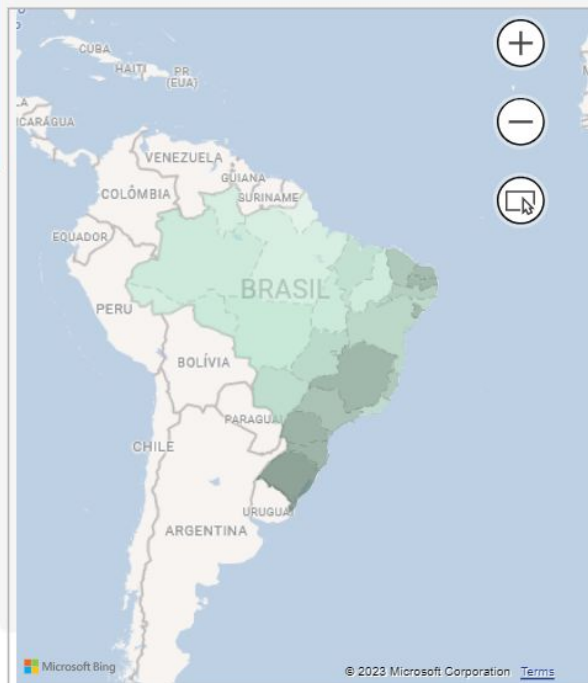 CUBA
HAITI
PR
(EUA)
ICARÁGUA
VENEZUELA
GUIANA
SURINAME
COLÔMBIA
EQUADOR
BRASIL
PERU
BOLÍVIA
PARAGUAI
CHILE
URUGUAI
ARGENTINA
Microsoft Bing
© 2023 Microsoft Corporation Terms